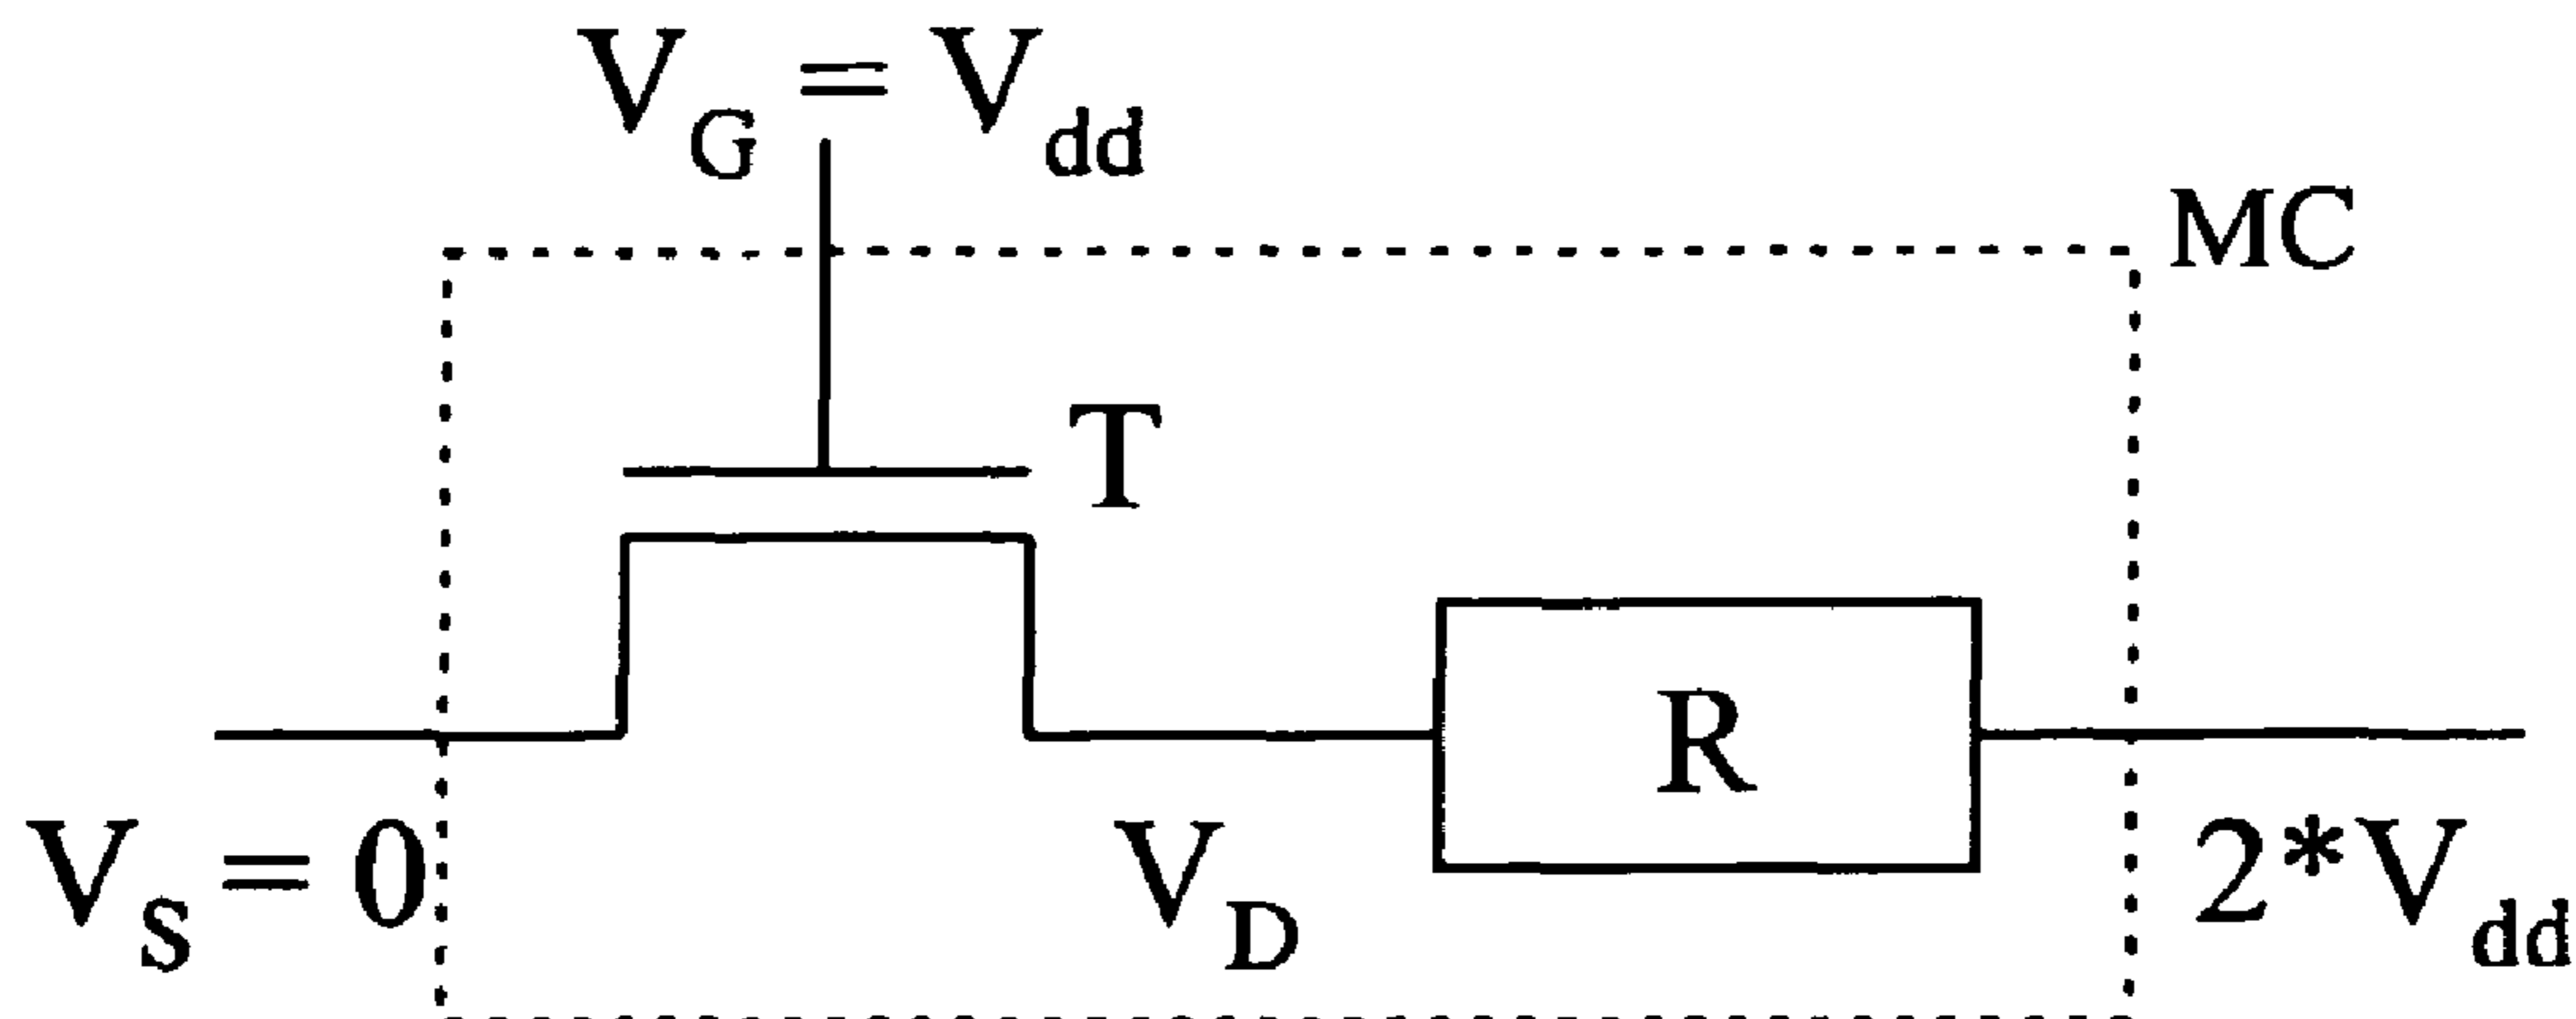 V_G = V_dd
MC
T
R
V_S = 0
V_D
2*V_dd